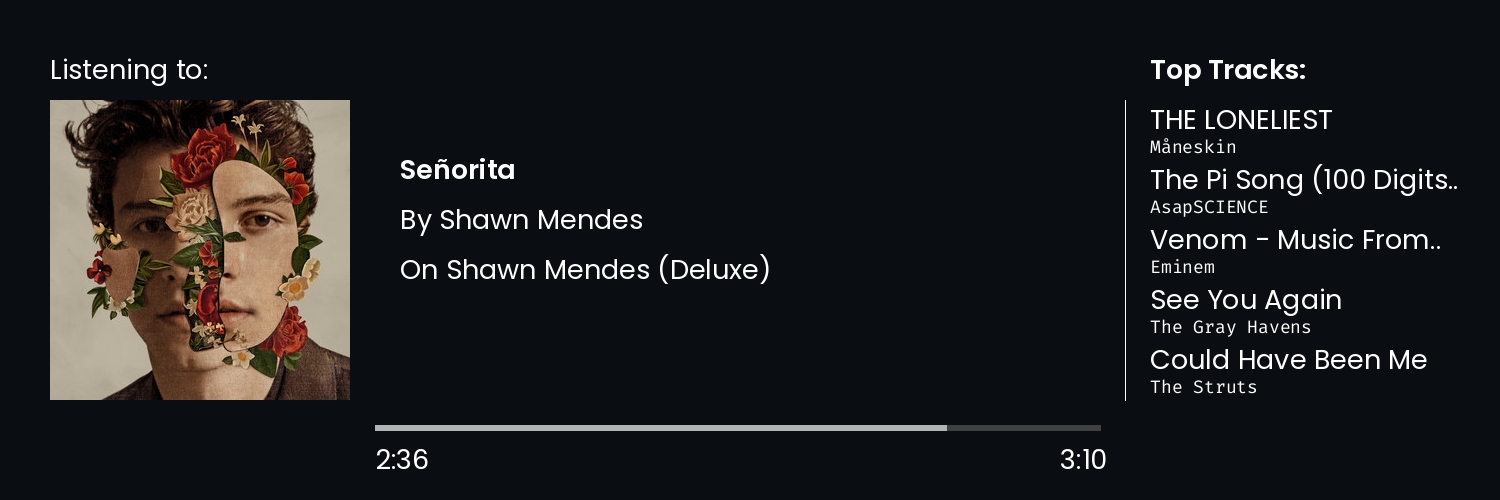 Listening to:
Señorita
By Shawn Mendes
On Shawn Mendes (Deluxe)
2:36
3:10
Top Tracks:
THE LONELIEST
Måneskin
The Pi Song (100 Digits..
AsapSCIENCE
Venom - Music From..
Eminem
See You Again
The Gray Havens
Could Have Been Me
The Struts